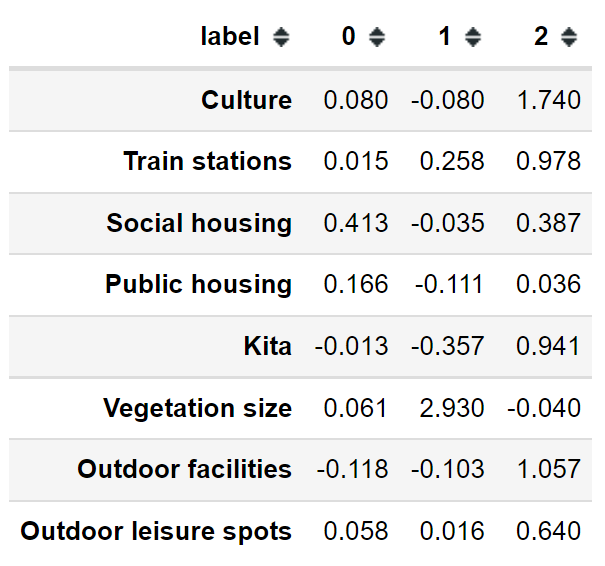 label 0 1 2
Culture 0.080 -0.080 1.740
Train stations 0.015 0.258 0.978
Social housing 0.413 -0.035 0.387
Public housing 0.166 -0.111 0.036
Kita -0.013 -0.357 0.941
Vegetation size 0.061 2.930 -0.040
Outdoor facilities -0.118 -0.103 1.057
Outdoor leisure spots 0.058 0.016 0.640